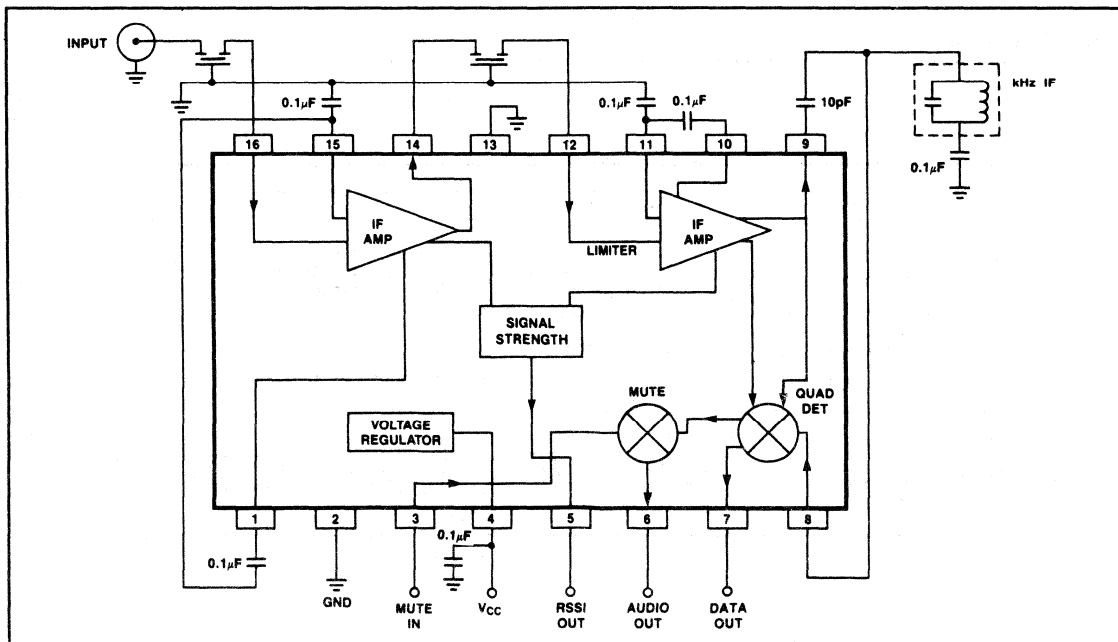 INPUT
kHz IF
0.1μF
0.1μF
0.1μF
10pF
0.1μF
16
15
14
13
12
11
10
9
IF
AMP
LIMITER
IF
AMP
SIGNAL
STRENGTH
MUTE
QUAD
DET
VOLTAGE
REGULATOR
1
2
3
4
5
6
7
8
0.1μF
0.1μF
GND
MUTE
IN
VCC
RSSI
OUT
AUDIO
OUT
DATA
OUT